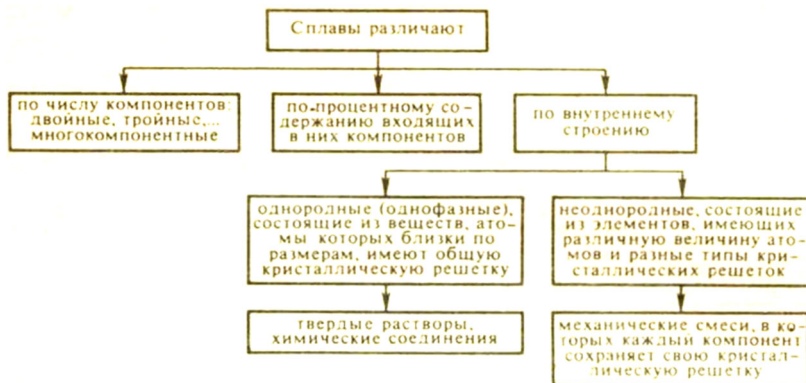 Сплавы различают
по числу компонентов:
двойные, тройные,...
многокомпонентные
по-процентному со-
держанию входящих
в них компонентов
по внутреннему
строению
однородные (однофазные),
состоящие из веществ, ато-
мы которых близки по
размерам, имеют общую
кристаллическую решетку
неоднородные, состоящие
из элементов, имеющих
различную величину ато-
мов и разные типы кри-
сталлических решеток
твердые растворы,
химические соединения
механические смеси, в ко-
торых каждый компонент
сохраняет свою кристал-
лическую решетку